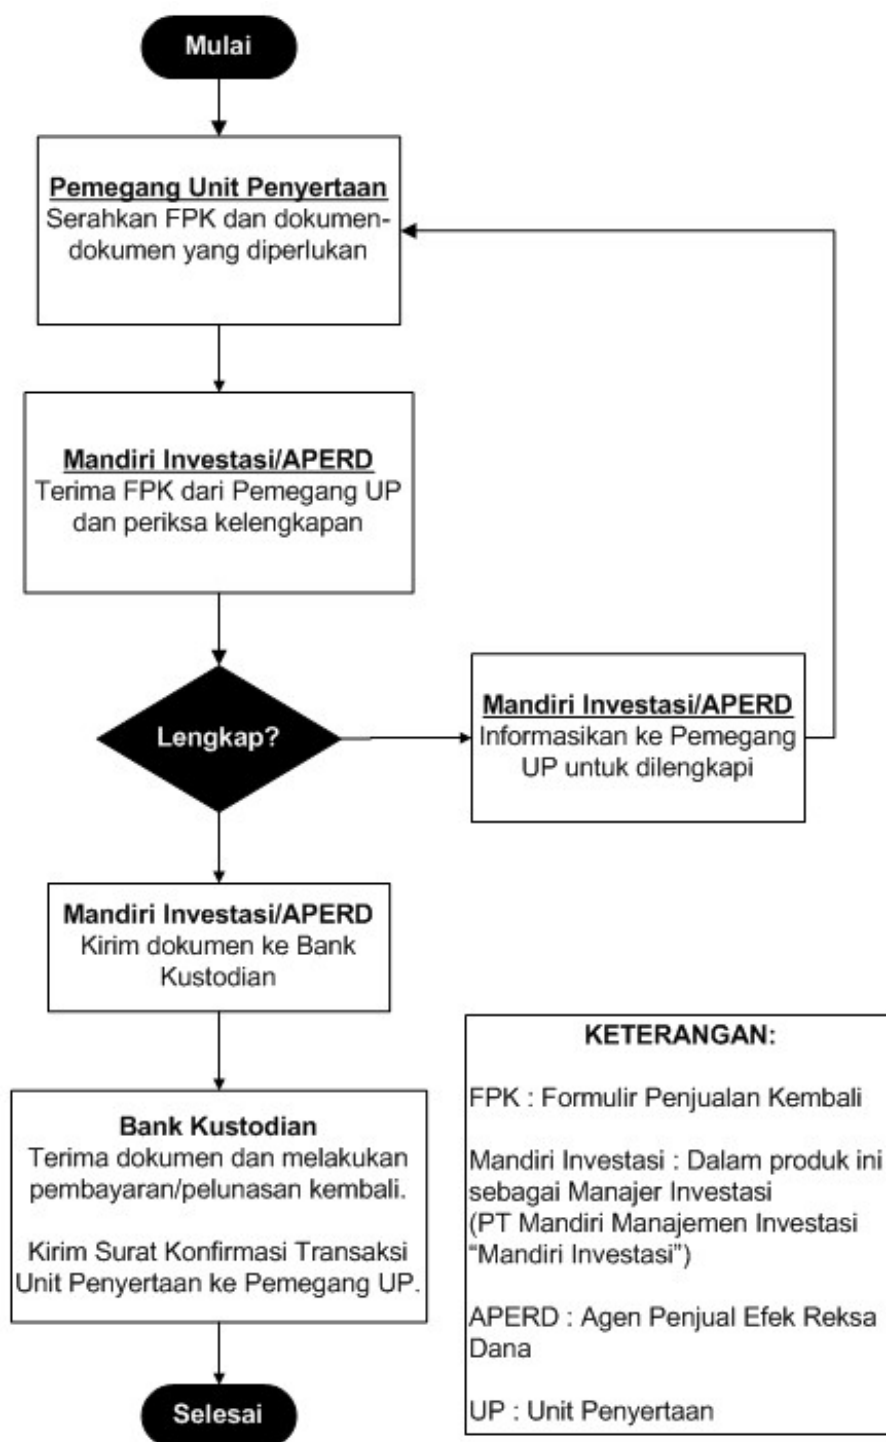 Mulai
Pemegang Unit Penyertaan
Serahkan FPK dan dokumen-
dokumen yang diperlukan
Mandiri Investasi/APERD
Terima FPK dari Pemegang UP
dan periksa kelengkapan
Lengkap?
Mandiri Investasi/APERD
Informasikan ke Pemegang
UP untuk dilengkapi
Mandiri Investasi/APERD
Kirim dokumen ke Bank
Kustodian
Bank Kustodian
Terima dokumen dan melakukan
pembayaran/pelunasan kembali.
Kirim Surat Konfirmasi Transaksi
Unit Penyertaan ke Pemegang UP.
Selesai
KETERANGAN:
FPK : Formulir Penjualan Kembali
Mandiri Investasi : Dalam produk ini
sebagai Manajer Investasi
(PT Mandiri Manajemen Investasi
“Mandiri Investasi”)
APERD : Agen Penjual Efek Reksa
Dana
UP : Unit Penyertaan